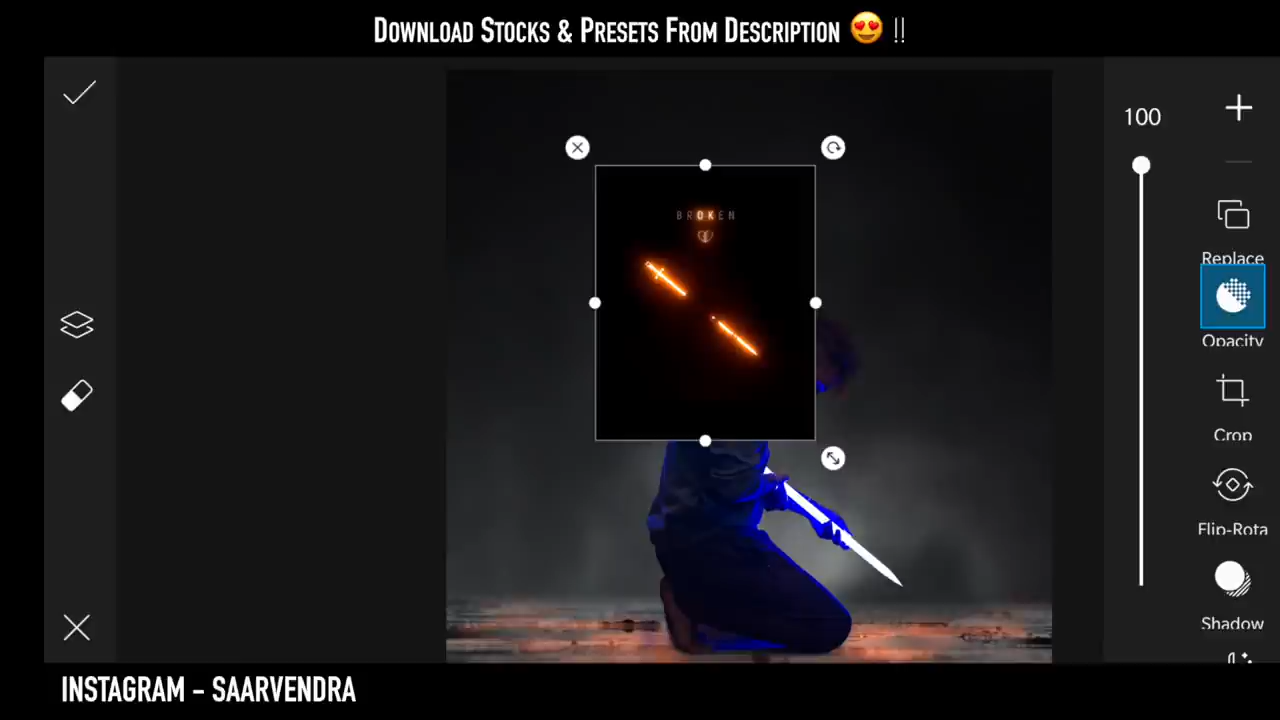 DOWNLOAD STOCKS & PRESETS FROM DESCRIPTION 😍 !!
100
BROKEN
Replace
Opacity
Crop
Flip-Rota
Shadow
INSTAGRAM - SAARVENDRA